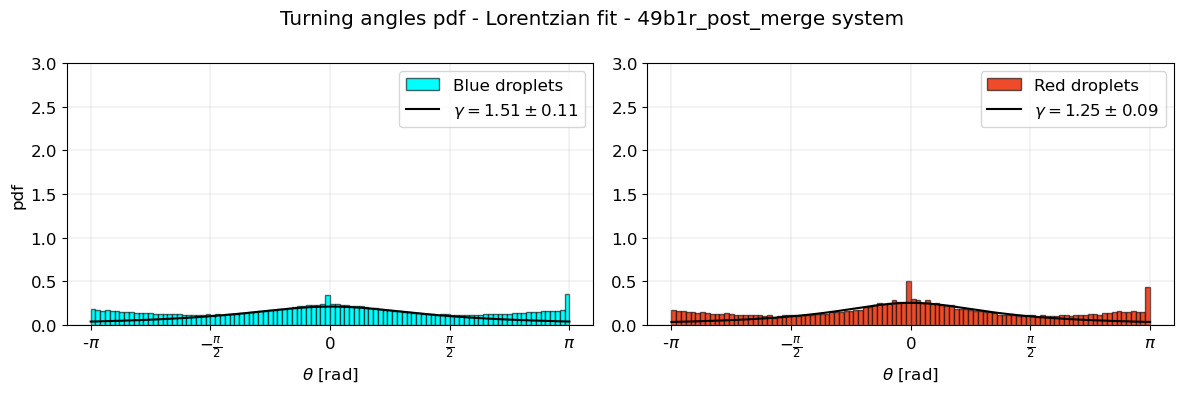 Turning angles pdf - Lorentzian fit - 49b1r_post_merge system
3.0
2.5
2.0
1.5
1.0
0.5
0.0
pdf
Blue droplets
γ = 1.51 ± 0.11
-π
−π/2
0
π/2
π
θ [rad]
3.0
2.5
2.0
1.5
1.0
0.5
0.0
Red droplets
γ = 1.25 ± 0.09
-π
−π/2
0
π/2
π
θ [rad]